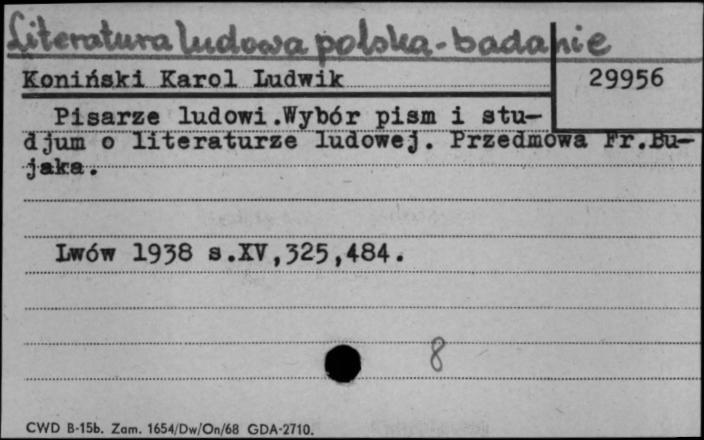 Literatura ludowa polska - badanie
Koniński Karol Ludwik
29956
Pisarze ludowi.Wybór pism i stu-
djum o literaturze ludowej. Przedmowa Fr.Bu-
jaka.
Lwów 1938 s.XV,325,484.
8
CWD B-15b. Zam. 1654/Dw/On/68 GDA-2710.